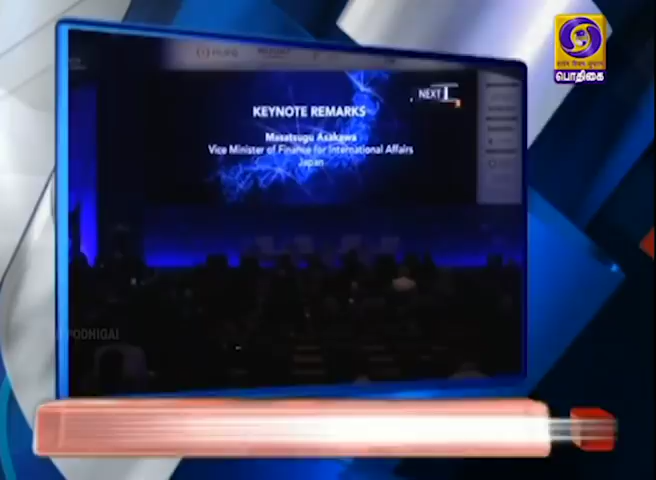 பொதிகை
NEXT
KEYNOTE REMARKS
Masatsugu Asakawa
Vice Minister of Finance for International Affairs
Japan
PODHIGAI